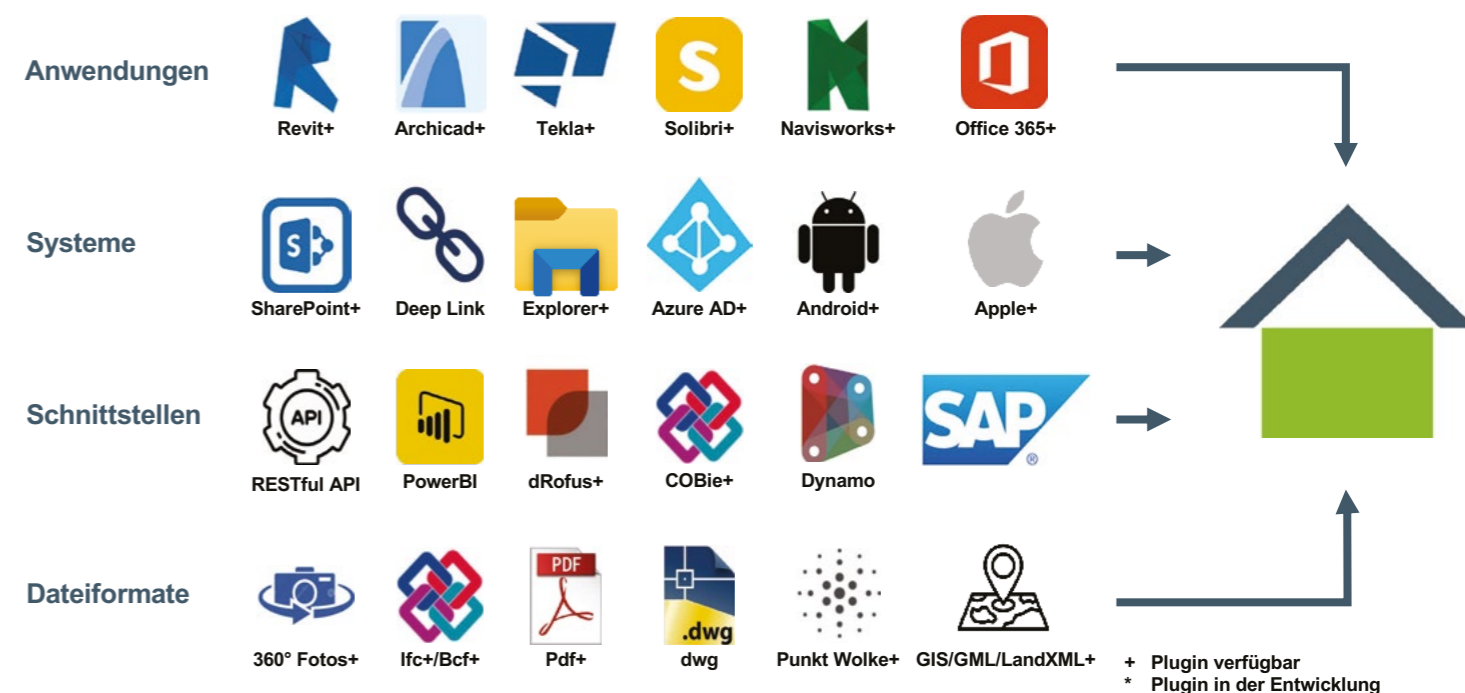 Anwendungen
Revit+ Archicad+ Tekla+ S Solibri+ Navisworks+ Office 365+
Systeme
S
SharePoint+ Deep Link Explorer+ Azure AD+ Android+ Apple+
Schnittstellen
API SAP ®
RESTful API PowerBI dRofus+ COBie+ Dynamo
Dateiformate
PDF .dwg
360° Fotos+ Ifc+/Bcf+ Pdf+ dwg Punkt Wolke+ GIS/GML/LandXML+
+ Plugin verfügbar
* Plugin in der Entwicklung